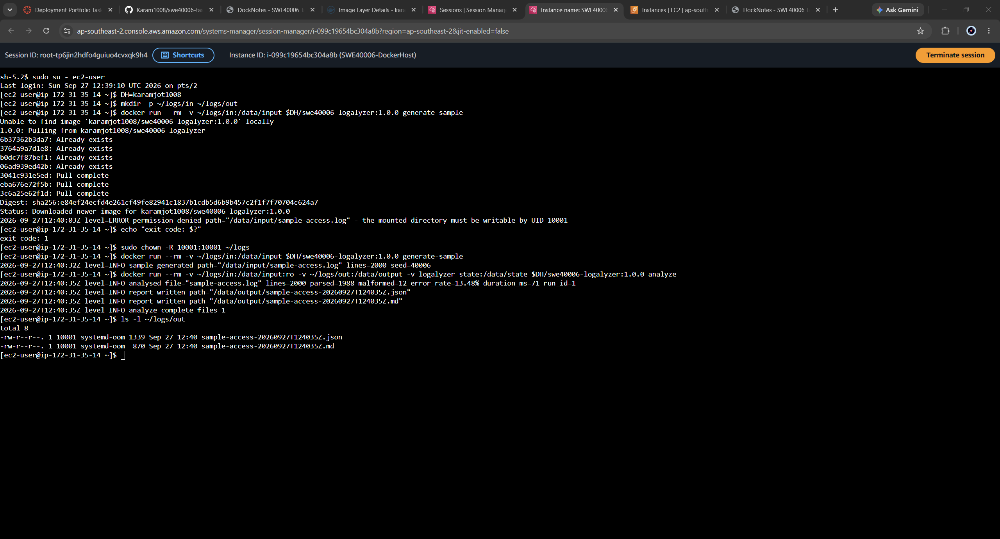 Deployment Portfolio Task
Karam1008/swe40006-tas
DockNotes - SWE40006 T
Image Layer Details - kara
Sessions | Session Manag
Instance name: SWE40006
Instances | EC2 | ap-south
DockNotes - SWE40006 T
Ask Gemini
ap-southeast-2.console.aws.amazon.com/systems-manager/session-manager/i-099c19654bc304a8b?region=ap-southeast-2&jit-enabled=false
Session ID: root-tp6jin2hdfo4guiuo4cvxqk9h4
Shortcuts
Instance ID: i-099c19654bc304a8b (SWE40006-DockerHost)
Terminate session
sh-5.2$ sudo su - ec2-user
Last login: Sun Sep 27 12:39:10 UTC 2026 on pts/2
[ec2-user@ip-172-31-35-14 ~]$ DH=karamjot1008
[ec2-user@ip-172-31-35-14 ~]$ mkdir -p ~/logs/in ~/logs/out
[ec2-user@ip-172-31-35-14 ~]$ docker run --rm -v ~/logs/in:/data/input $DH/swe40006-logalyzer:1.0.0 generate-sample
Unable to find image 'karamjot1008/swe40006-logalyzer:1.0.0' locally
1.0.0: Pulling from karamjot1008/swe40006-logalyzer
6b37362b3da7: Already exists
3764a9a7d1e8: Already exists
b0dc7f87bef1: Already exists
06ad939ed42b: Already exists
3041c931e5ed: Pull complete
eba676e72f5b: Pull complete
3c6a25e62f1d: Pull complete
Digest: sha256:e84ef24ecfd4e261cf49fe82941c1837b1cdb5d6b9b457c2f1f7f70704c624a7
Status: Downloaded newer image for karamjot1008/swe40006-logalyzer:1.0.0
2026-09-27T12:40:03Z level=ERROR permission denied path="/data/input/sample-access.log" - the mounted directory must be writable by UID 10001
[ec2-user@ip-172-31-35-14 ~]$ echo "exit code: $?"
exit code: 1
[ec2-user@ip-172-31-35-14 ~]$ sudo chown -R 10001:10001 ~/logs
[ec2-user@ip-172-31-35-14 ~]$ docker run --rm -v ~/logs/in:/data/input $DH/swe40006-logalyzer:1.0.0 generate-sample
2026-09-27T12:40:32Z level=INFO sample generated path="/data/input/sample-access.log" lines=2000 seed=40006
[ec2-user@ip-172-31-35-14 ~]$ docker run --rm -v ~/logs/in:/data/input:ro -v ~/logs/out:/data/output -v logalyzer_state:/data/state $DH/swe40006-logalyzer:1.0.0 analyze
2026-09-27T12:40:35Z level=INFO analysed file="sample-access.log" lines=2000 parsed=1988 malformed=12 error_rate=13.48% duration_ms=71 run_id=1
2026-09-27T12:40:35Z level=INFO report written path="/data/output/sample-access-20260927T124035Z.json"
2026-09-27T12:40:35Z level=INFO report written path="/data/output/sample-access-20260927T124035Z.md"
2026-09-27T12:40:35Z level=INFO analyze complete files=1
[ec2-user@ip-172-31-35-14 ~]$ ls -l ~/logs/out
total 8
-rw-r--r--. 1 10001 systemd-oom 1339 Sep 27 12:40 sample-access-20260927T124035Z.json
-rw-r--r--. 1 10001 systemd-oom  870 Sep 27 12:40 sample-access-20260927T124035Z.md
[ec2-user@ip-172-31-35-14 ~]$